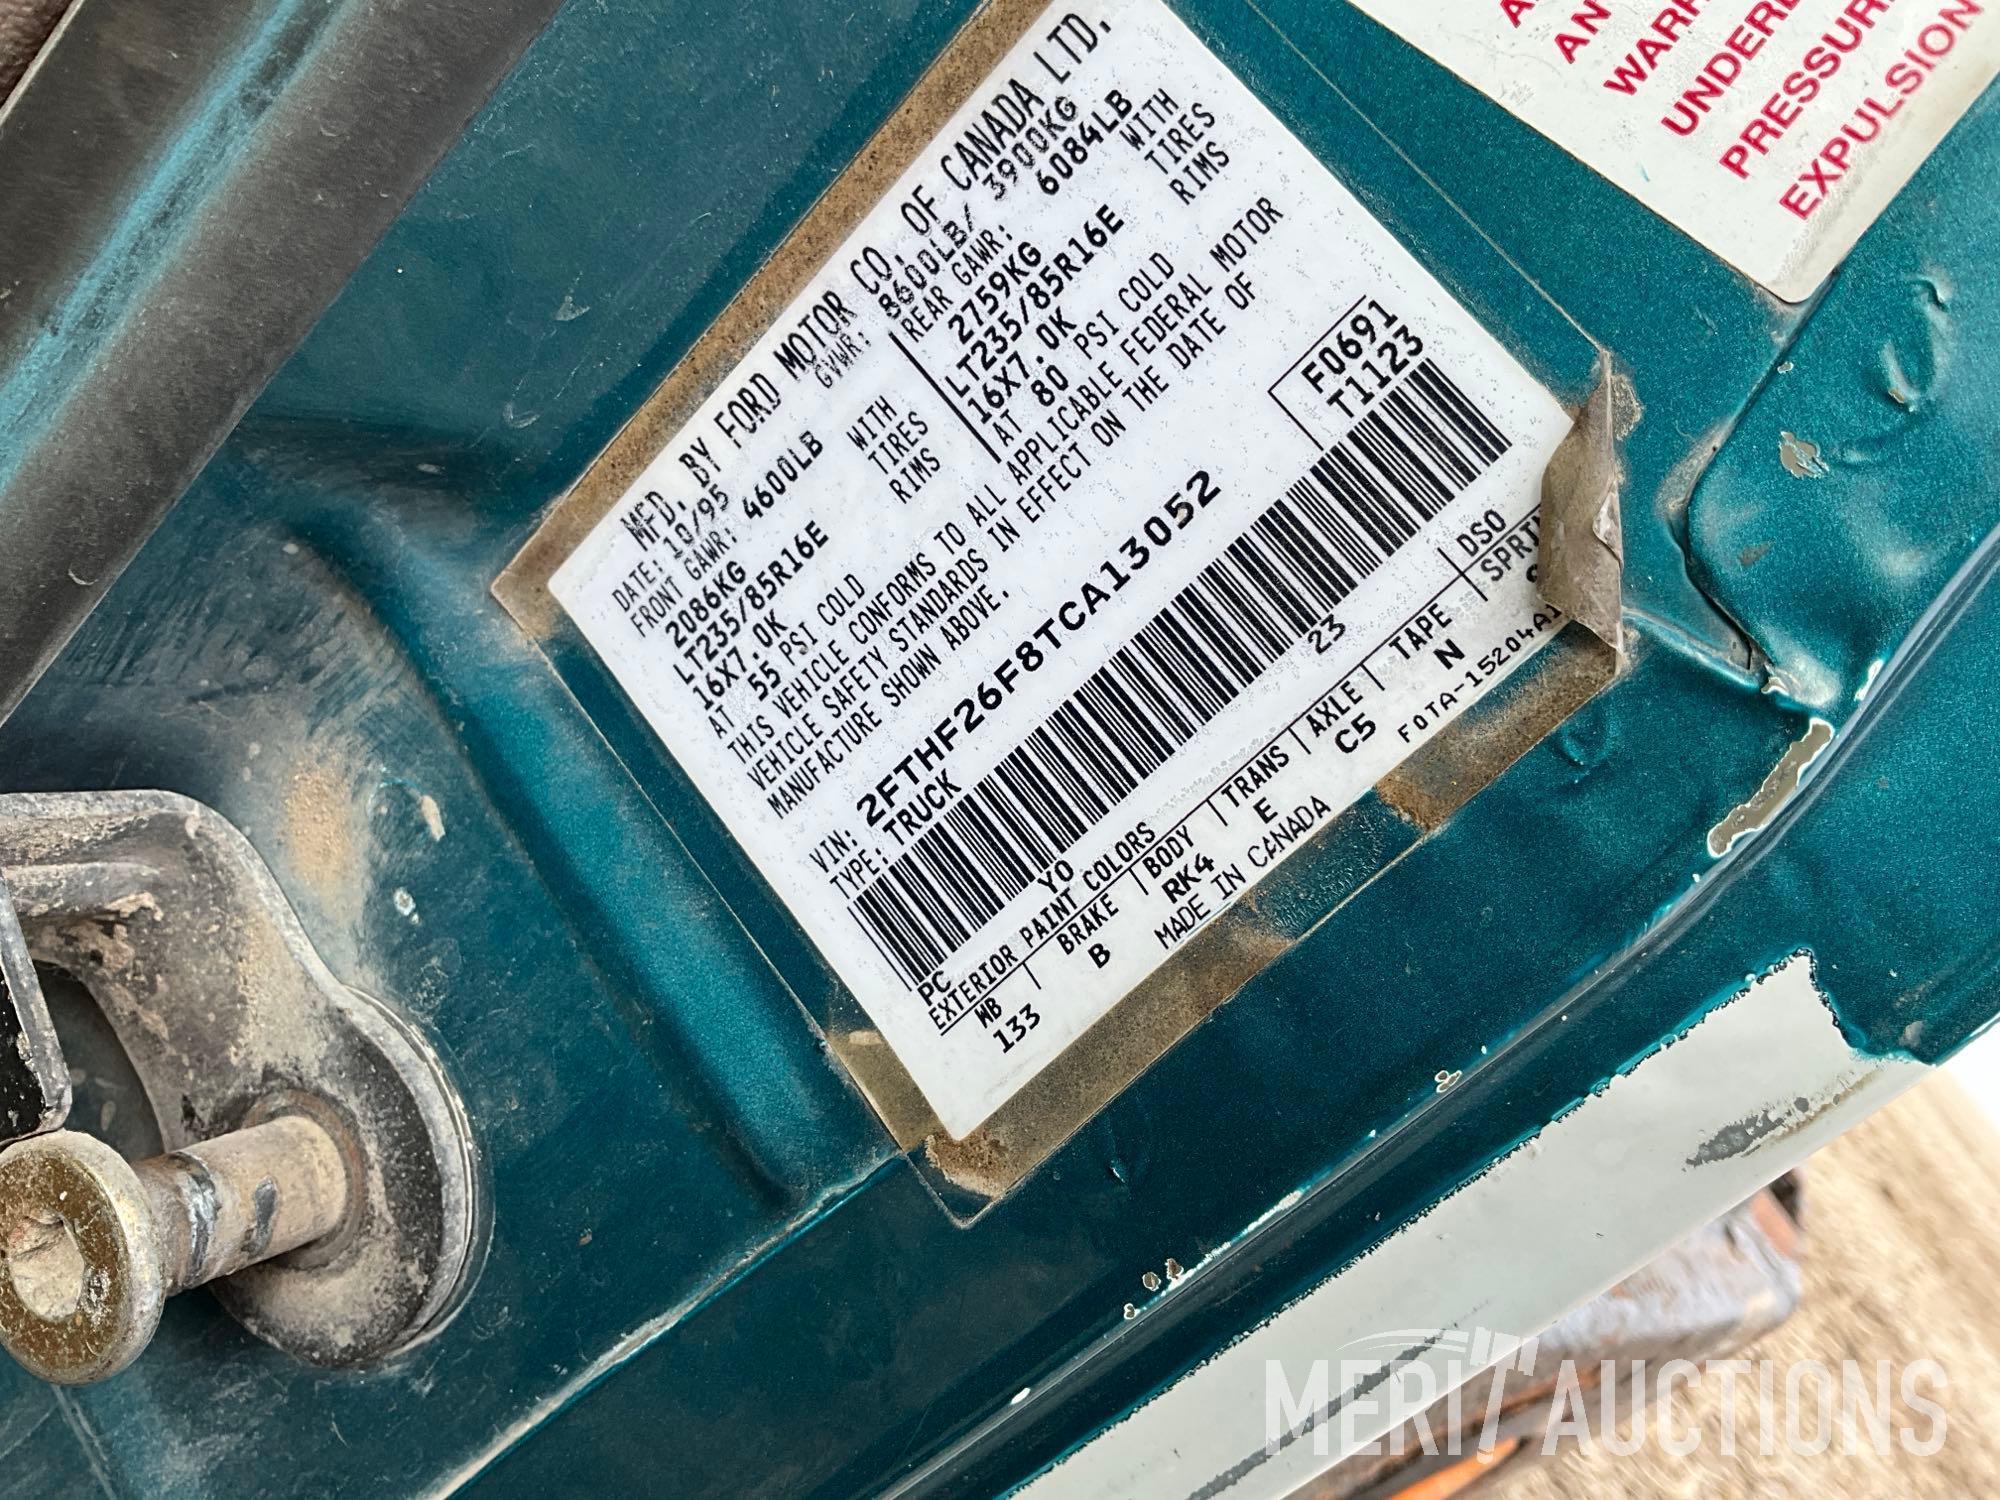 MFD. BY FORD MOTOR CO. OF CANADA LTD.
DATE: 10/95 GVWR: 8600LB/ 3900KG
FRONT GAWR: 4600LB REAR GAWR: 6084LB
2086KG WITH 2759KG WITH
LT235/85R16E TIRES LT235/85R16E TIRES
16X7.0K RIMS 16X7.0K RIMS
AT 55 PSI COLD AT 80 PSI COLD
THIS VEHICLE CONFORMS TO ALL APPLICABLE FEDERAL MOTOR
VEHICLE SAFETY STANDARDS IN EFFECT ON THE DATE OF
MANUFACTURE SHOWN ABOVE.
VIN: 2FTHF26F8TCA13052 F0691
TYPE: TRUCK T1123
PC YO 23
EXTERIOR PAINT COLORS DSO
WB BRAKE BODY TRANS AXLE TAPE
133 B RK4 E C5 N
MADE IN CANADA
AN
UNDER
PRESSUR
EXPULSION
MERIT AUCTIONS